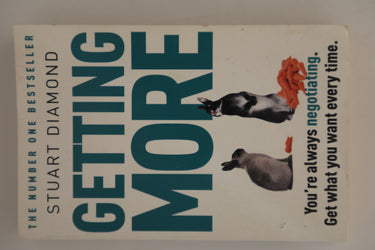 THE NUMBER ONE BESTSELLER
STUART DIAMOND
GETTING
MORE
You're always negotiating.
Get what you want every time.